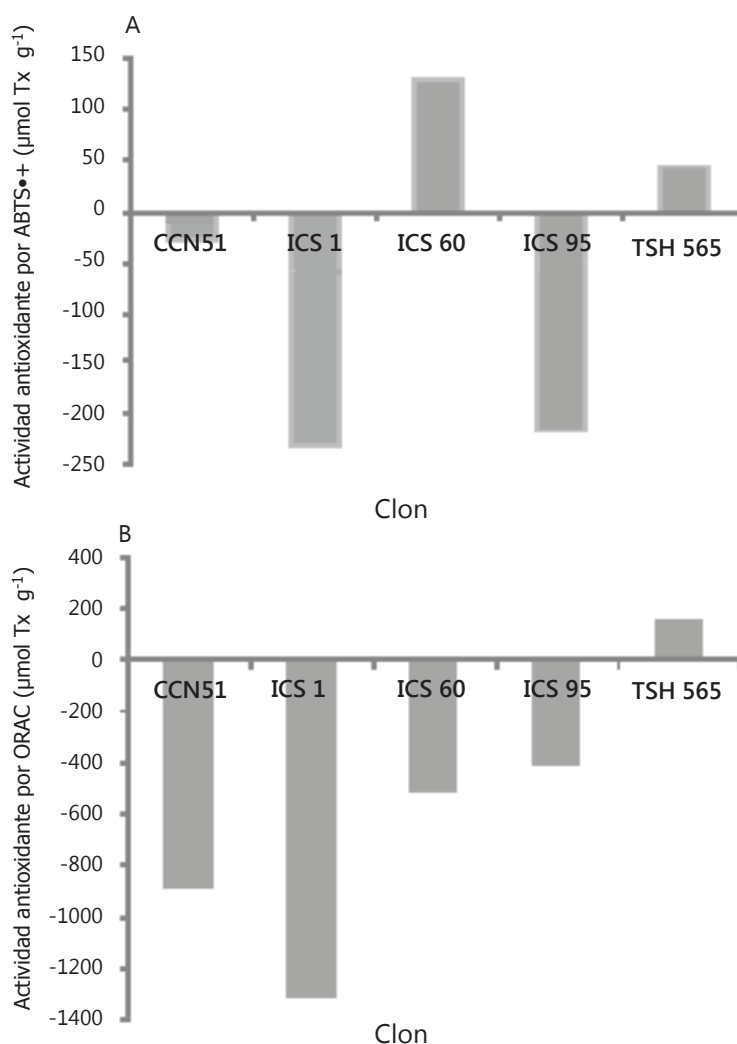 A
Actividad antioxidante por ABTS•+ (µmol Tx g-1)
150
100
50
0
-50
-100
-150
-200
-250
CCN51 ICS 1 ICS 60 ICS 95 TSH 565
Clon
B
Actividad antioxidante por ORAC (µmol Tx g-1)
400
200
0
-200
-400
-600
-800
-1000
-1200
-1400
CCN51 ICS 1 ICS 60 ICS 95 TSH 565
Clon